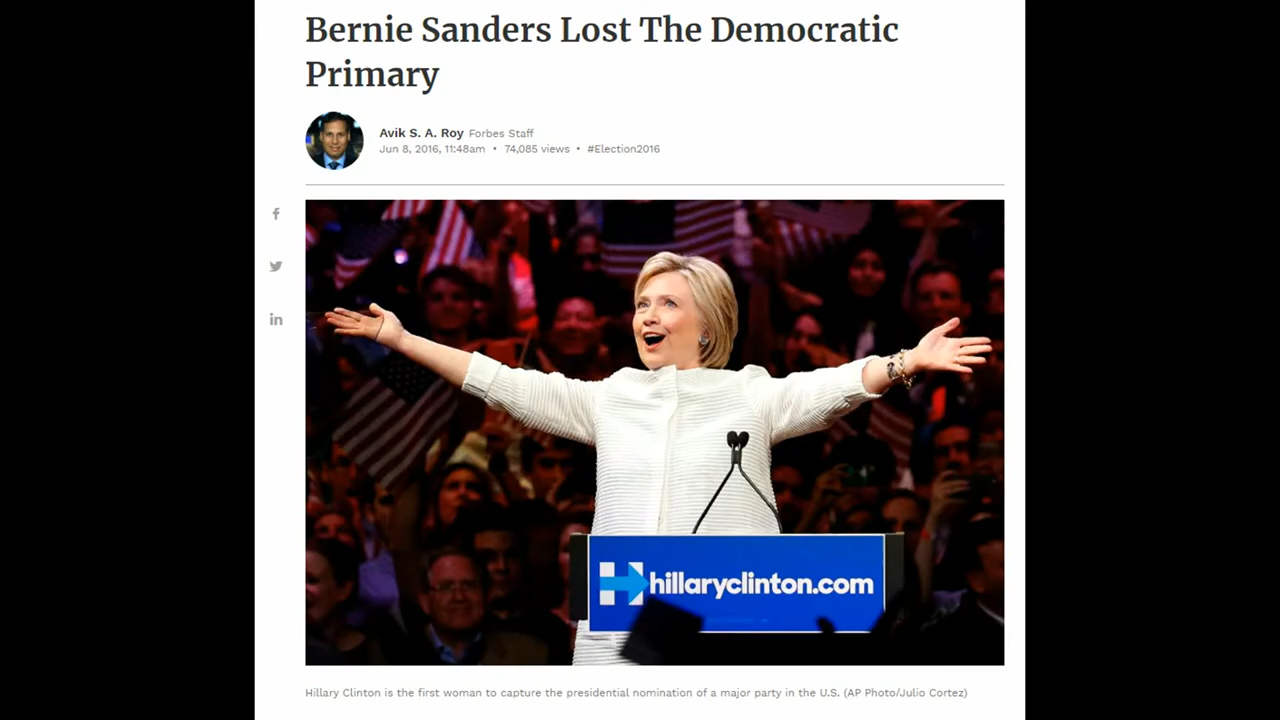 Bernie Sanders Lost The Democratic
Primary
Avik S. A. Roy Forbes Staff
Jun 8, 2016, 11:48am • 74,085 views • #Election2016
hillaryclinton.com
Hillary Clinton is the first woman to capture the presidential nomination of a major party in the U.S. (AP Photo/Julio Cortez)